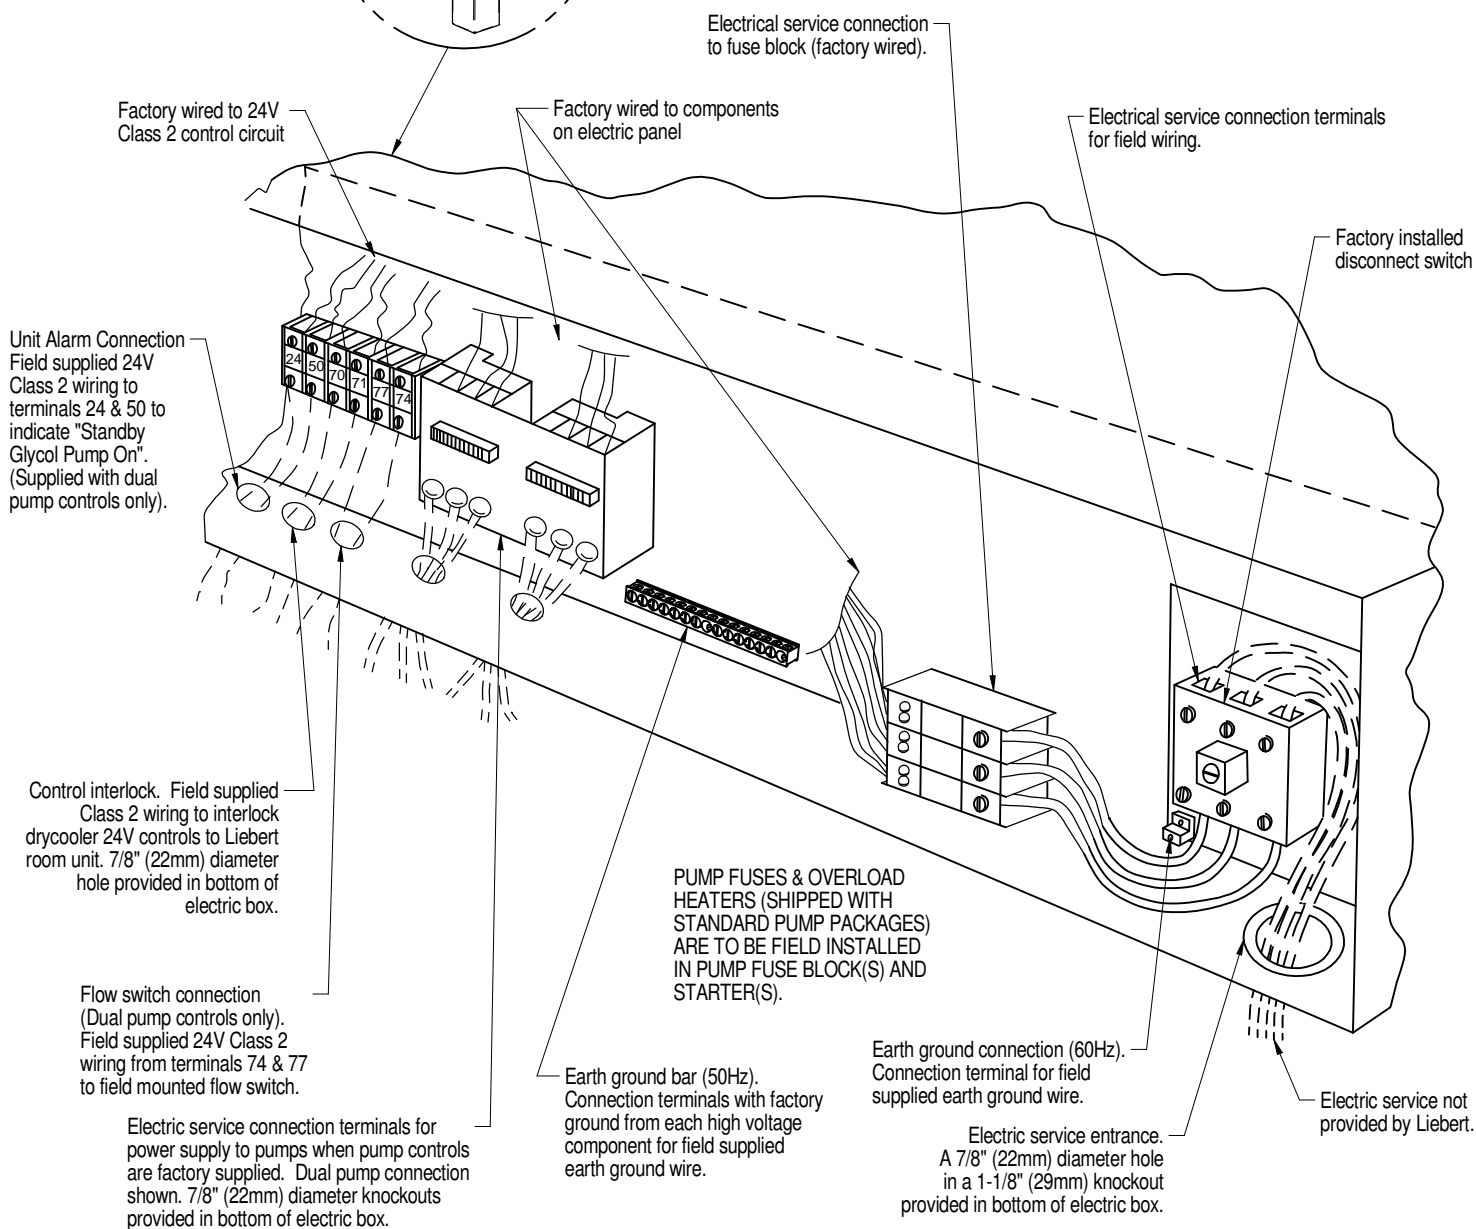 Electrical service connection
to fuse block (factory wired).
Factory wired to 24V
Class 2 control circuit
Factory wired to components
on electric panel
Electrical service connection terminals
for field wiring.
Factory installed
disconnect switch
Unit Alarm Connection
Field supplied 24V
Class 2 wiring to
terminals 24 & 50 to
indicate "Standby
Glycol Pump On".
(Supplied with dual
pump controls only).
24 50 70 71 77 74
Control interlock. Field supplied
Class 2 wiring to interlock
drycooler 24V controls to Liebert
room unit. 7/8" (22mm) diameter
hole provided in bottom of
electric box.
PUMP FUSES & OVERLOAD
HEATERS (SHIPPED WITH
STANDARD PUMP PACKAGES)
ARE TO BE FIELD INSTALLED
IN PUMP FUSE BLOCK(S) AND
STARTER(S).
Flow switch connection
(Dual pump controls only).
Field supplied 24V Class 2
wiring from terminals 74 & 77
to field mounted flow switch.
Electric service connection terminals for
power supply to pumps when pump controls
are factory supplied. Dual pump connection
shown. 7/8" (22mm) diameter knockouts
provided in bottom of electric box.
Earth ground bar (50Hz).
Connection terminals with factory
ground from each high voltage
component for field supplied
earth ground wire.
Earth ground connection (60Hz).
Connection terminal for field
supplied earth ground wire.
Electric service entrance.
A 7/8" (22mm) diameter hole
in a 1-1/8" (29mm) knockout
provided in bottom of electric box.
Electric service not
provided by Liebert.